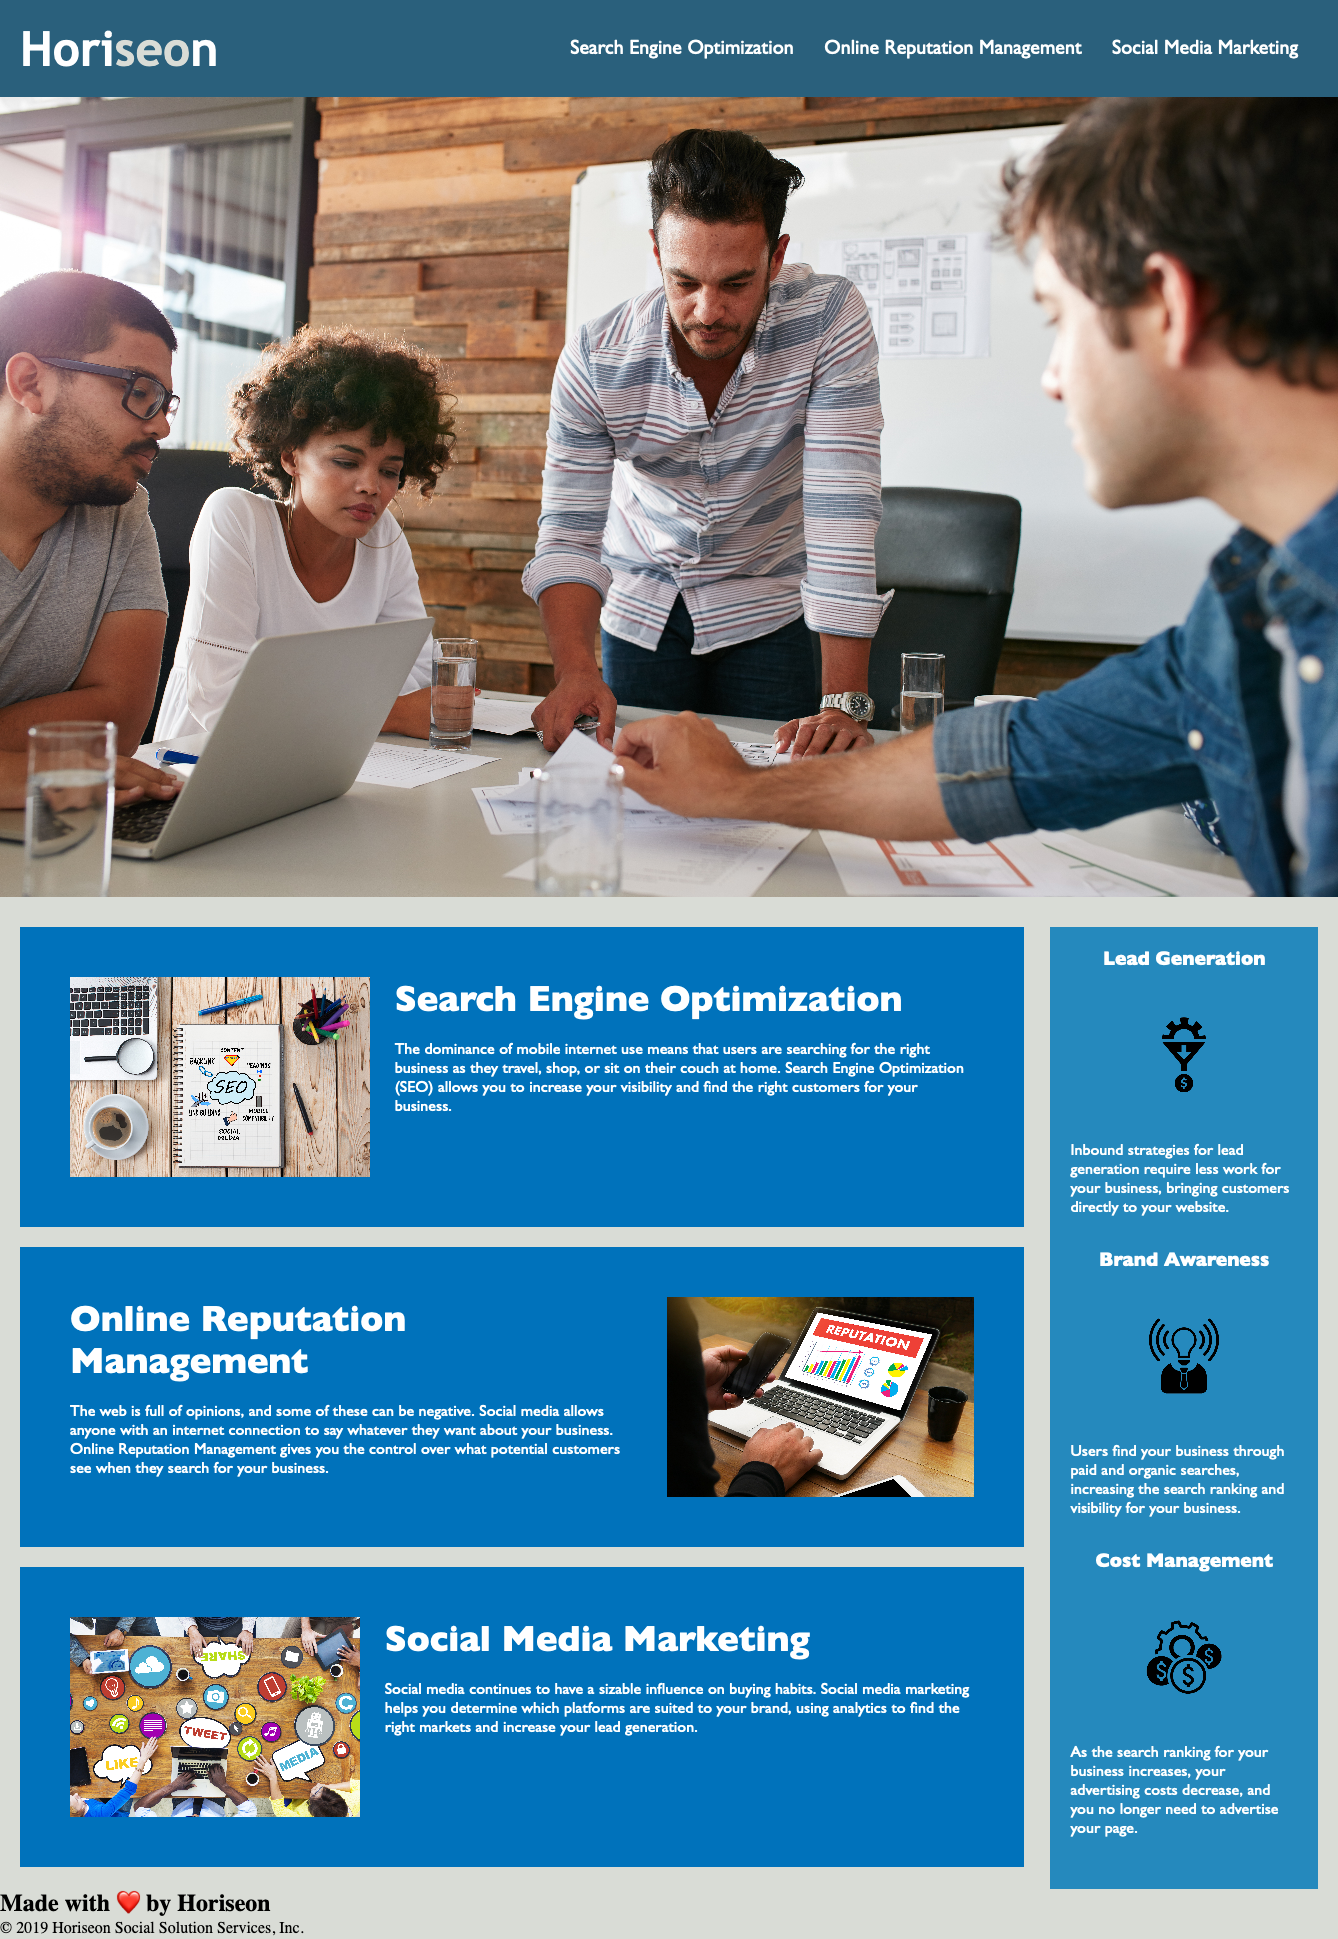 Horiseon
Search Engine Optimization
Online Reputation Management
Social Media Marketing
SEO
CONTENT
BACKLINK
SOCIAL
Search Engine Optimization
The dominance of mobile internet use means that users are searching for the right
business as they travel, shop, or sit on their couch at home. Search Engine Optimization
(SEO) allows you to increase your visibility and find the right customers for your
business.
Online Reputation
Management
The web is full of opinions, and some of these can be negative. Social media allows
anyone with an internet connection to say whatever they want about your business.
Online Reputation Management gives you the control over what potential customers
see when they search for your business.
REPUTATION
SHARE
TWEET
LIKE
MEDIA
Social Media Marketing
Social media continues to have a sizable influence on buying habits. Social media marketing
helps you determine which platforms are suited to your brand, using analytics to find the
right markets and increase your lead generation.
Lead Generation
$
Inbound strategies for lead
generation require less work for
your business, bringing customers
directly to your website.
Brand Awareness
Users find your business through
paid and organic searches,
increasing the search ranking and
visibility for your business.
Cost Management
$ $ $
As the search ranking for your
business increases, your
advertising costs decrease, and
you no longer need to advertise
your page.
Made with ❤️ by Horiseon
© 2019 Horiseon Social Solution Services, Inc.